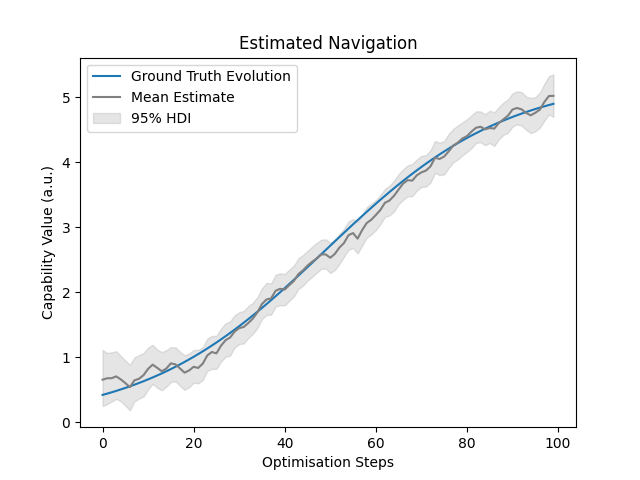 Estimated Navigation
Ground Truth Evolution
Mean Estimate
95% HDI
Capability Value (a.u.)
5
4
3
2
1
0
0 20 40 60 80 100
Optimisation Steps